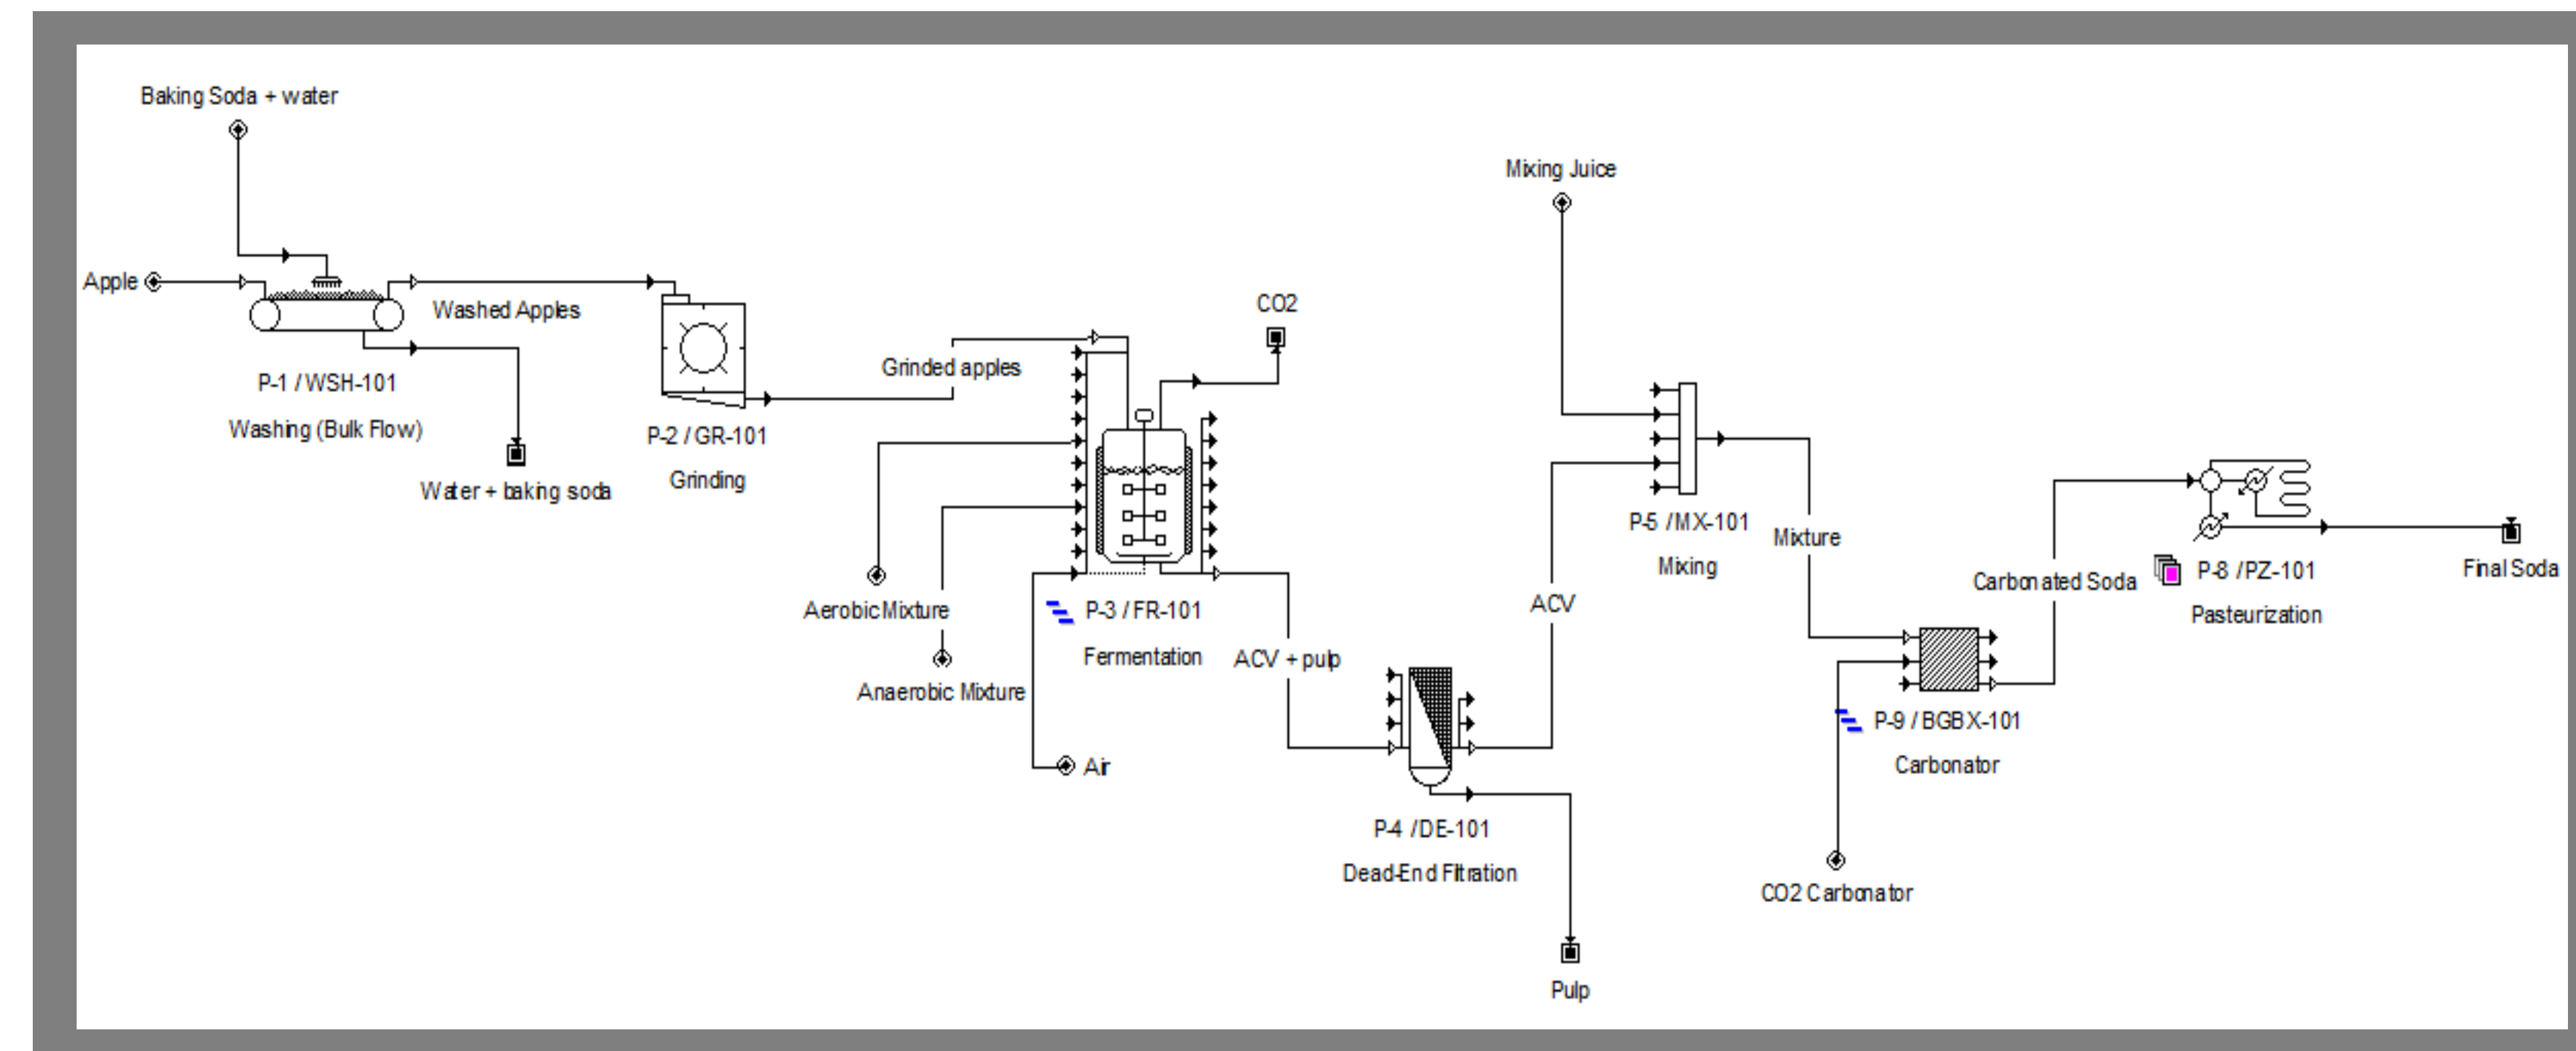 Baking Soda + water
Apple
Washed Apples
P-1 / WSH-101
Washing (Bulk Flow)
Water + baking soda
P-2 / GR-101
Grinding
Grinded apples
CO2
Aerobic Mixture
Anaerobic Mixture
Air
P-3 / FR-101
Fermentation
ACV + pulp
P-4 / DE-101
Dead-End Filtration
Pulp
ACV
Mixing Juice
P-5 / MX-101
Mixing
Mixture
CO2 Carbonator
P-9 / BGBX-101
Carbonator
Carbonated Soda
P-8 / PZ-101
Pasteurization
Final Soda